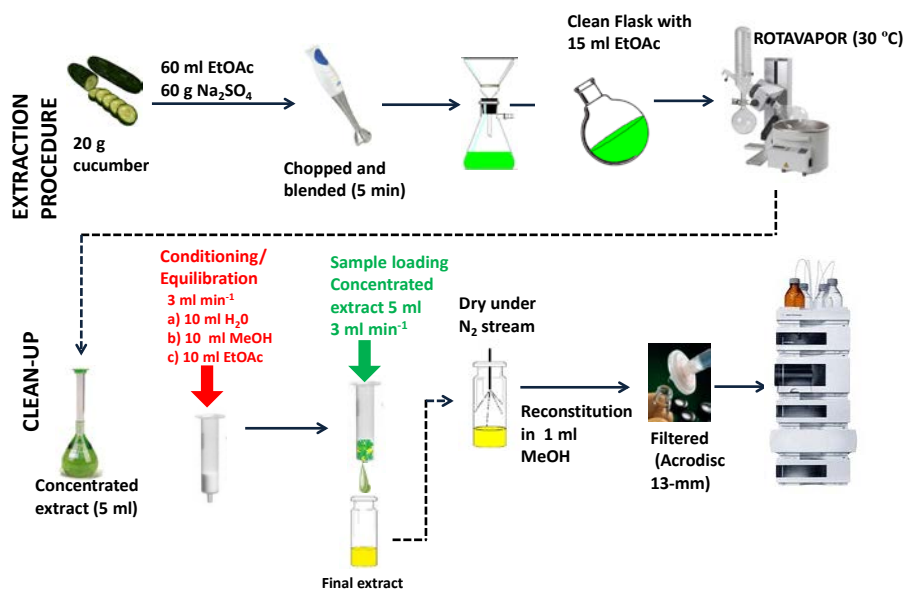 EXTRACTION
PROCEDURE
20 g
cucumber
60 ml EtOAc
60 g Na₂SO₄
Chopped and
blended (5 min)
Clean Flask with
15 ml EtOAc
ROTAVAPOR (30 ºC)
CLEAN-UP
Concentrated
extract (5 ml)
Conditioning/
Equilibration
3 ml min⁻¹
a) 10 ml H₂0
b) 10 ml MeOH
c) 10 ml EtOAc
Sample loading
Concentrated
extract 5 ml
3 ml min⁻¹
Final extract
Dry under
N₂ stream
Reconstitution
in 1 ml
MeOH
Filtered
(Acrodisc
13-mm)